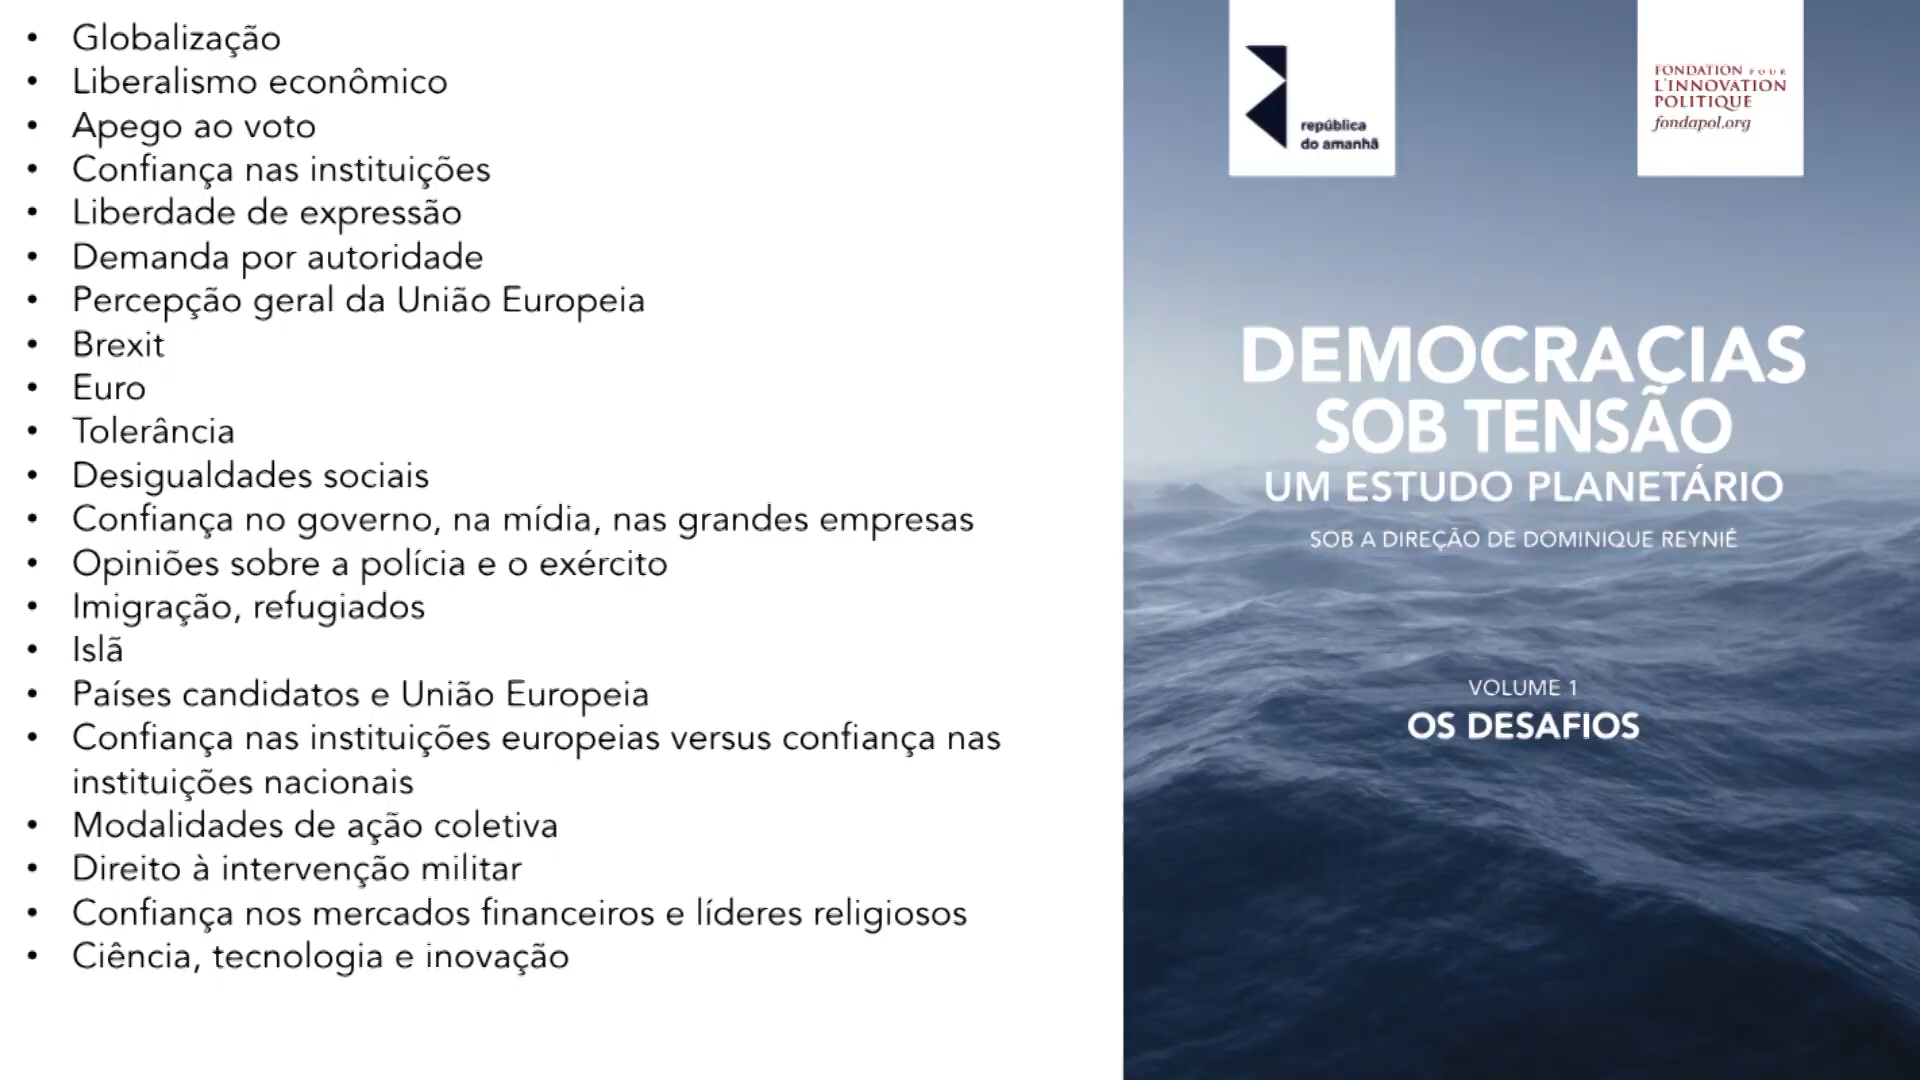 • Globalização
• Liberalismo econômico
• Apego ao voto
• Confiança nas instituições
• Liberdade de expressão
• Demanda por autoridade
• Percepção geral da União Europeia
• Brexit
• Euro
• Tolerância
• Desigualdades sociais
• Confiança no governo, na mídia, nas grandes empresas
• Opiniões sobre a polícia e o exército
• Imigração, refugiados
• Islã
• Países candidatos e União Europeia
• Confiança nas instituições europeias versus confiança nas
instituições nacionais
• Modalidades de ação coletiva
• Direito à intervenção militar
• Confiança nos mercados financeiros e líderes religiosos
• Ciência, tecnologia e inovação
república
do amanhã
FONDATION POUR
L'INNOVATION
POLITIQUE
fondapol.org
DEMOCRACIAS
SOB TENSÃO
UM ESTUDO PLANETÁRIO
SOB A DIREÇÃO DE DOMINIQUE REYNIÉ
VOLUME 1
OS DESAFIOS